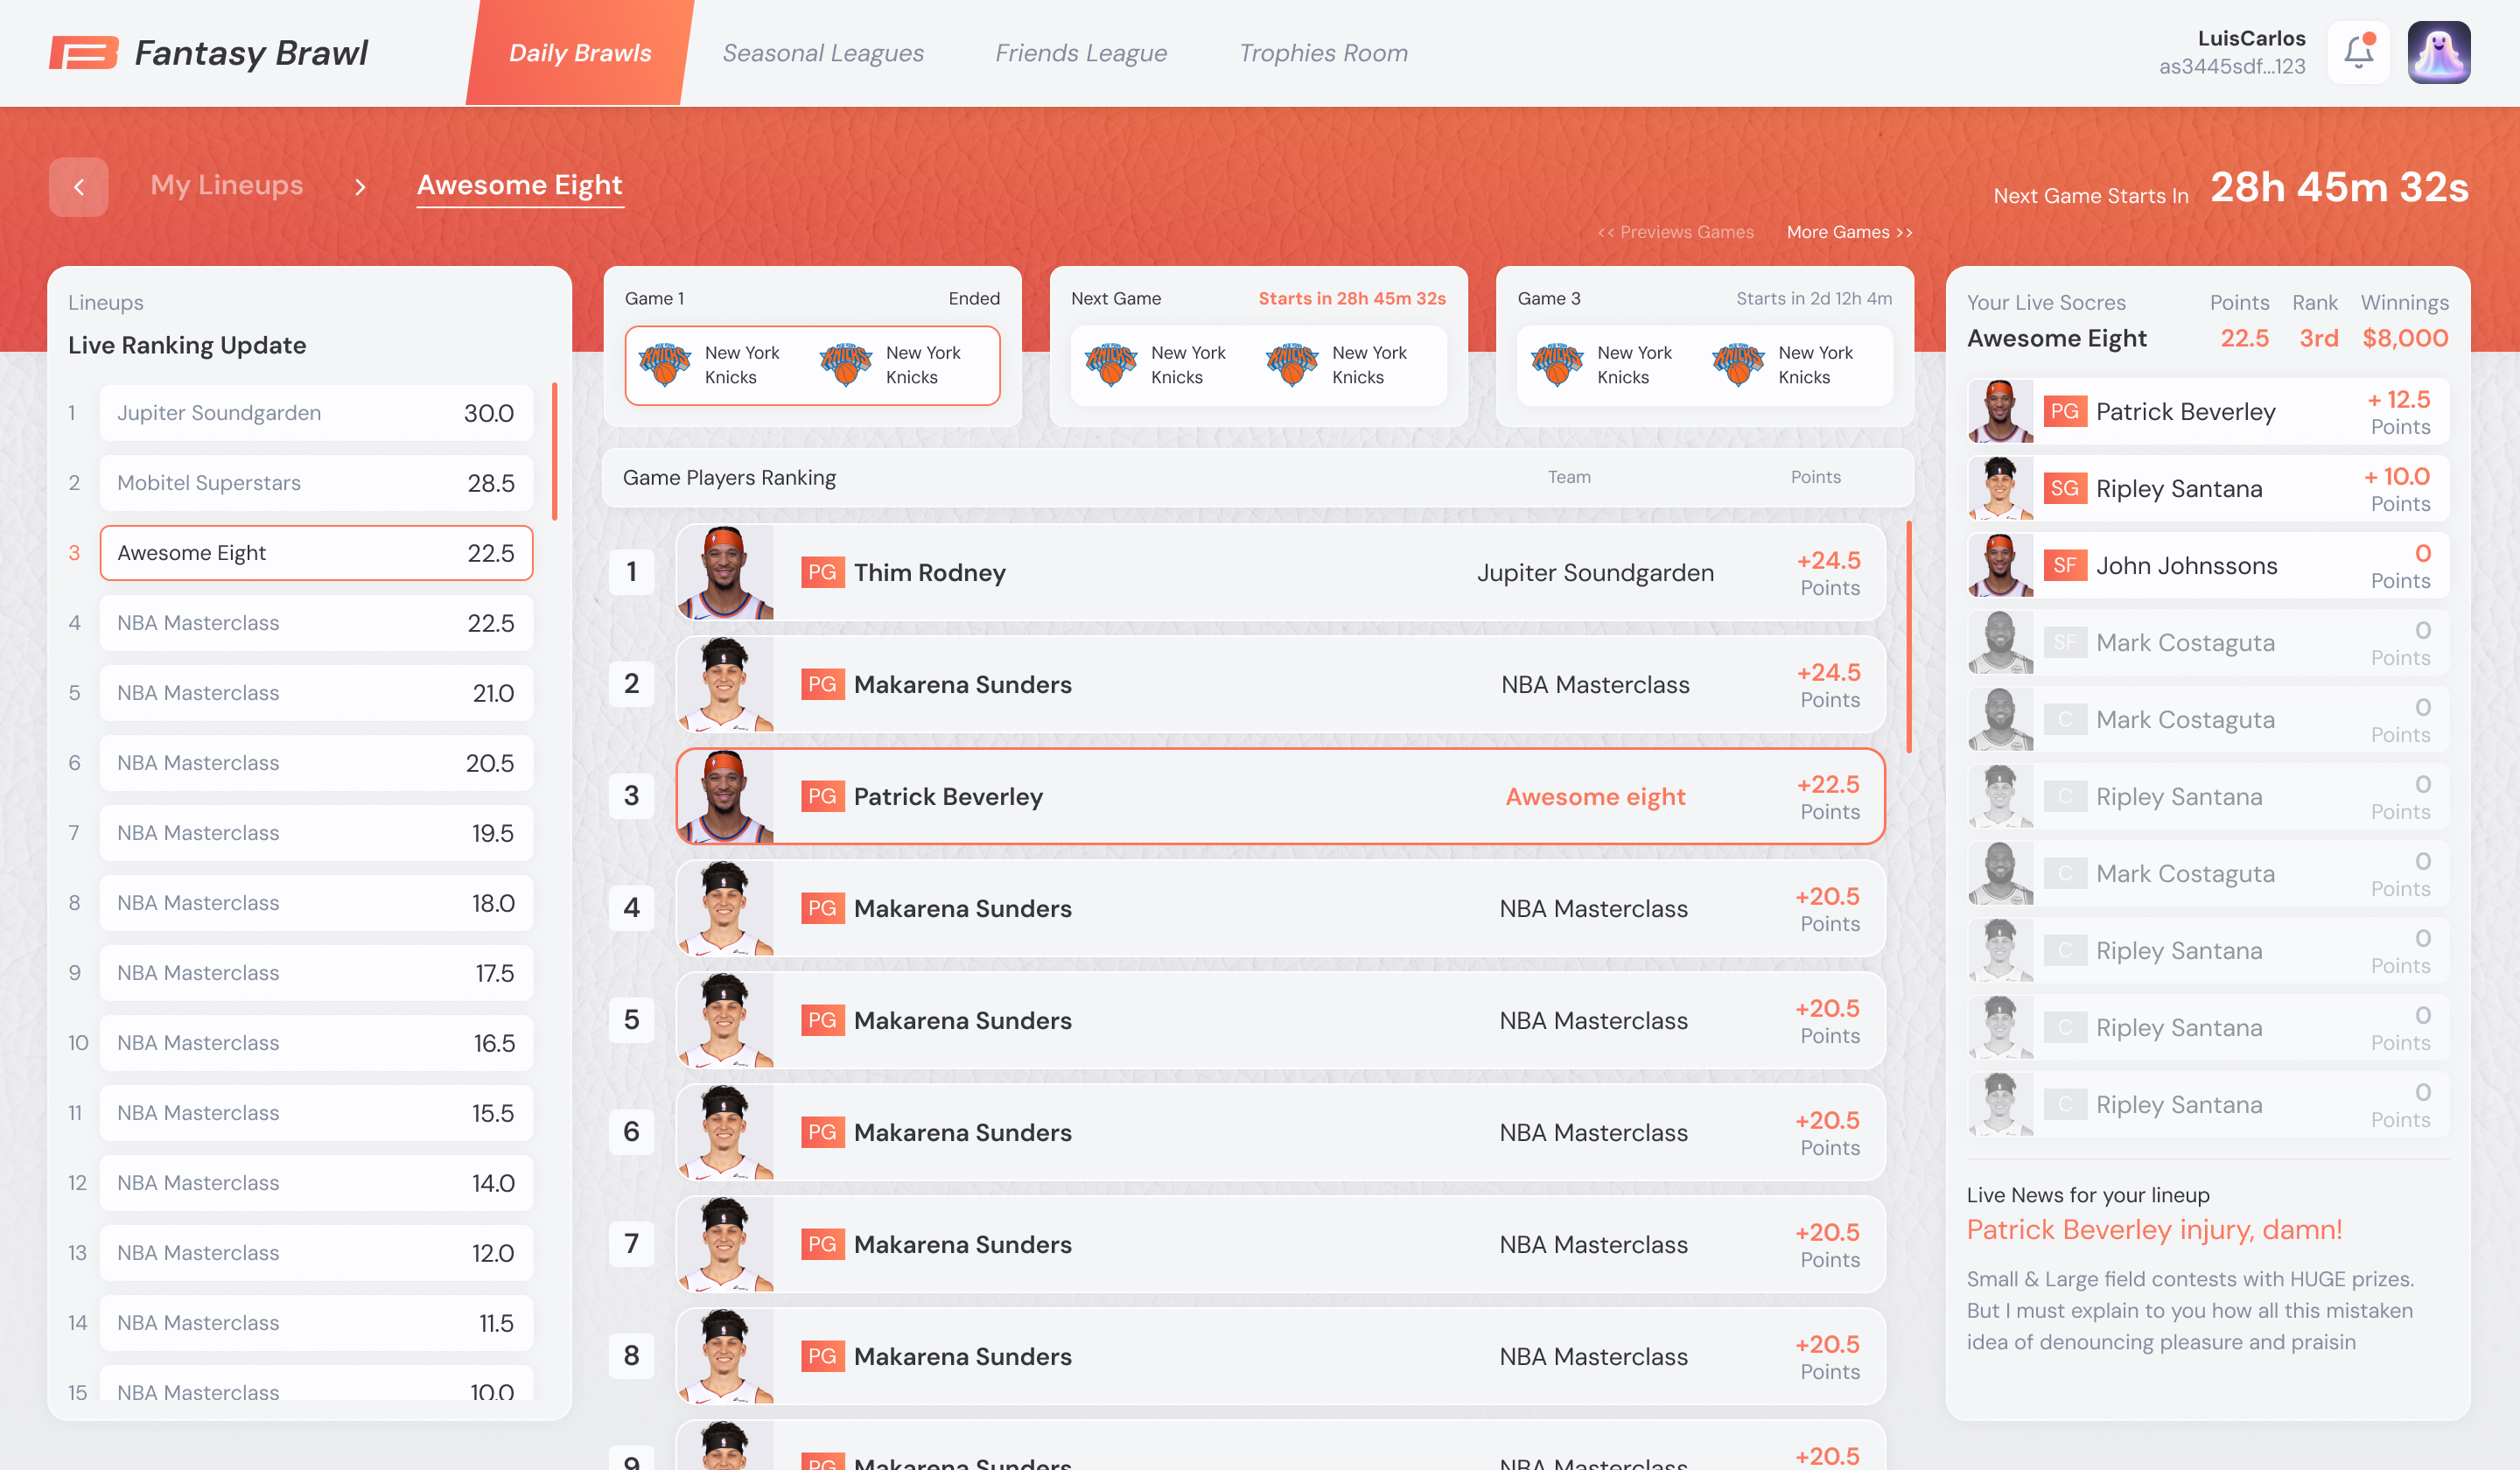 Fantasy Brawl
Daily Brawls
Seasonal Leagues
Friends League
Trophies Room
LuisCarlos
as3445sdf...123
My Lineups
Awesome Eight
Next Game Starts In 28h 45m 32s
<< Previews Games
More Games >>
Lineups
Live Ranking Update
1 Jupiter Soundgarden 30.0
2 Mobitel Superstars 28.5
3 Awesome Eight 22.5
4 NBA Masterclass 22.5
5 NBA Masterclass 21.0
6 NBA Masterclass 20.5
7 NBA Masterclass 19.5
8 NBA Masterclass 18.0
9 NBA Masterclass 17.5
10 NBA Masterclass 16.5
11 NBA Masterclass 15.5
12 NBA Masterclass 14.0
13 NBA Masterclass 12.0
14 NBA Masterclass 11.5
15 NBA Masterclass 10.0
Game 1 Ended
KNICKS New York Knicks
KNICKS New York Knicks
Next Game Starts in 28h 45m 32s
KNICKS New York Knicks
KNICKS New York Knicks
Game 3 Starts in 2d 12h 4m
KNICKS New York Knicks
KNICKS New York Knicks
Game Players Ranking Team Points
1 PG Thim Rodney Jupiter Soundgarden +24.5 Points
2 PG Makarena Sunders NBA Masterclass +24.5 Points
3 PG Patrick Beverley Awesome eight +22.5 Points
4 PG Makarena Sunders NBA Masterclass +20.5 Points
5 PG Makarena Sunders NBA Masterclass +20.5 Points
6 PG Makarena Sunders NBA Masterclass +20.5 Points
7 PG Makarena Sunders NBA Masterclass +20.5 Points
8 PG Makarena Sunders NBA Masterclass +20.5 Points
9 PG Makarena Sunders NBA Masterclass +20.5
Your Live Socres Points Rank Winnings
Awesome Eight 22.5 3rd $8,000
PG Patrick Beverley + 12.5 Points
SG Ripley Santana + 10.0 Points
SF John Johnssons 0 Points
SF Mark Costaguta 0 Points
C Mark Costaguta 0 Points
C Ripley Santana 0 Points
C Mark Costaguta 0 Points
C Ripley Santana 0 Points
C Ripley Santana 0 Points
C Ripley Santana 0 Points
Live News for your lineup
Patrick Beverley injury, damn!
Small & Large field contests with HUGE prizes.
But I must explain to you how all this mistaken
idea of denouncing pleasure and praisin